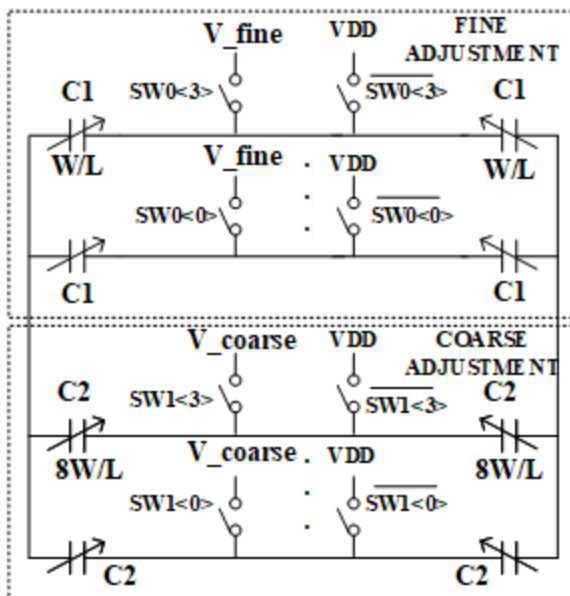 FINE
ADJUSTMENT
V_fine
VDD
C1
SW0<3>
SW0<3>
C1
W/L
V_fine
VDD
W/L
SW0<0>
SW0<0>
C1
C1
V_coarse
VDD
COARSE
ADJUSTMENT
C2
SW1<3>
SW1<3>
C2
8W/L
V_coarse
VDD
8W/L
SW1<0>
SW1<0>
C2
C2